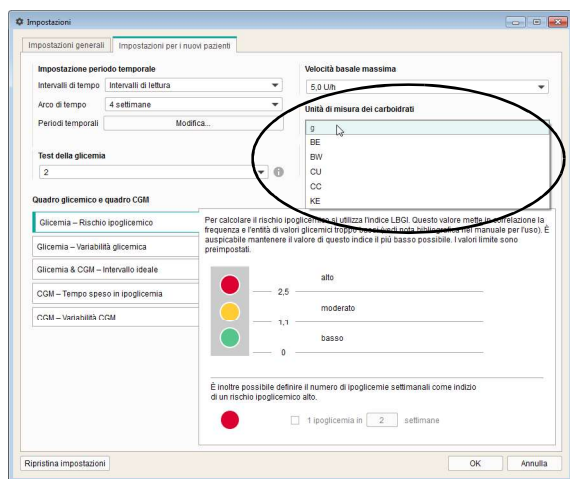 Impostazioni
Impostazioni generali
Impostazioni per i nuovi pazienti
Impostazione periodo temporale
Intervalli di tempo
Intervalli di lettura
Arco di tempo
4 settimane
Periodi temporali
Modifica...
Test della glicemia
2
Velocità basale massima
5,0 U/h
Unità di misura dei carboidrati
g
BE
BW
CU
CC
KE
Quadro glicemico e quadro CGM
Glicemia – Rischio ipoglicemico
Glicemia – Variabilità glicemica
Glicemia & CGM – Intervallo ideale
CGM – Tempo speso in ipoglicemia
CGM – Variabilità CGM
Per calcolare il rischio ipoglicemico si utilizza l'indice LBGI. Questo valore mette in correlazione la
frequenza e l'entità di valori glicemici troppo bassi (vedi nota bibliografica nel manuale per l'uso). È
auspicabile mantenere il valore di questo indice il più basso possibile. I valori limite sono
preimpostati.
alto
2,5
moderato
1,1
basso
0
È inoltre possibile definire il numero di ipoglicemie settimanali come indizio
di un rischio ipoglicemico alto.
1 ipoglicemia in 2 settimane
Ripristina impostazioni
OK
Annulla